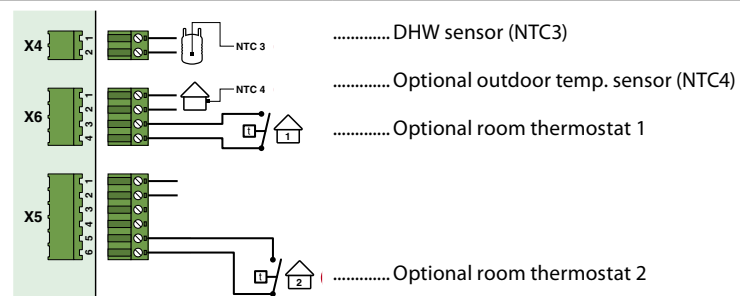 X4
1
2
NTC 3
............. DHW sensor (NTC3)
X6
1
2
3
4
NTC 4
............. Optional outdoor temp. sensor (NTC4)
t
1
............. Optional room thermostat 1
X5
1
2
3
4
5
6
t
2
............. Optional room thermostat 2